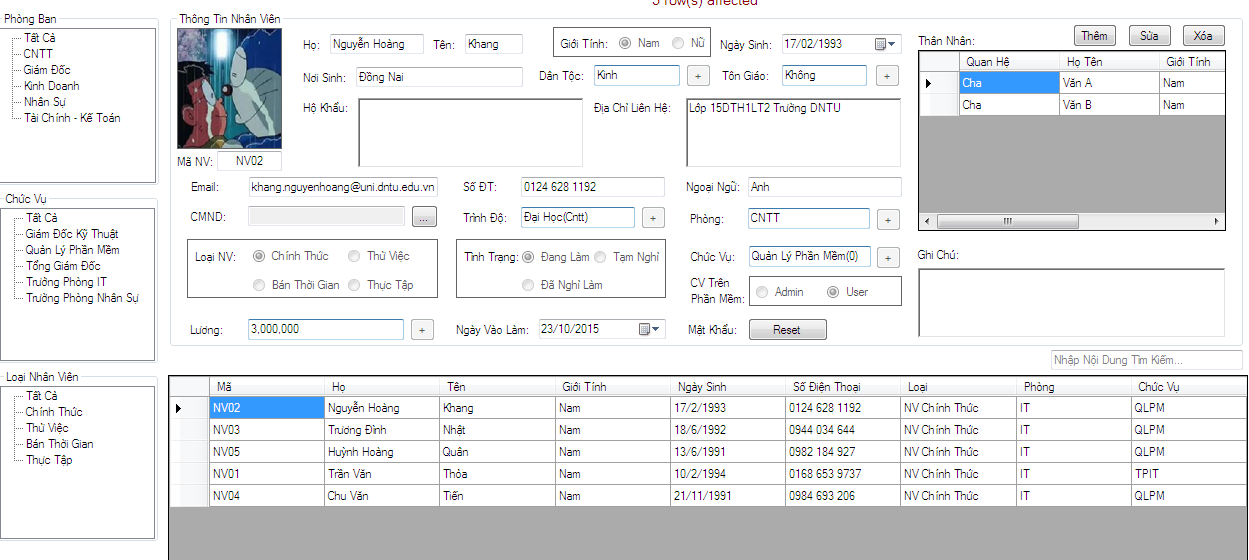 5 row(s) affected
Phòng Ban
Tất Cả
CNTT
Giám Đốc
Kinh Doanh
Nhân Sự
Tài Chính - Kế Toán
Chức Vụ
Tất Cả
Giám Đốc Kỹ Thuật
Quản Lý Phần Mềm
Tổng Giám Đốc
Trưởng Phòng IT
Trưởng Phòng Nhân Sự
Loại Nhân Viên
Tất Cả
Chính Thức
Thử Việc
Bán Thời Gian
Thực Tập
Thông Tin Nhân Viên
Mã NV: NV02
Họ: Nguyễn Hoàng Tên: Khang Giới Tính: Nam Nữ Ngày Sinh: 17/02/1993
Nơi Sinh: Đồng Nai Dân Tộc: Kinh + Tôn Giáo: Không +
Hộ Khẩu: Địa Chỉ Liên Hệ: Lớp 15DTH1LT2 Trường DNTU
Email: khang.nguyenhoang@uni.dntu.edu.vn Số ĐT: 0124 628 1192 Ngoại Ngữ: Anh
CMND: ... Trình Độ: Đại Học(Cntt) + Phòng: CNTT +
Loại NV: Chính Thức Thử Việc Tình Trạng: Đang Làm Tạm Nghỉ Chức Vụ: Quản Lý Phần Mềm(0) +
Bán Thời Gian Thực Tập Đã Nghỉ Làm CV Trên Phần Mềm: Admin User
Lương: 3,000,000 + Ngày Vào Làm: 23/10/2015 Mật Khẩu: Reset
Thân Nhân: Thêm Sửa Xóa
Quan Hệ Họ Tên Giới Tính
Cha Văn A Nam
Cha Văn B Nam
Ghi Chú:
Nhập Nội Dung Tìm Kiếm...
Mã Họ Tên Giới Tính Ngày Sinh Số Điện Thoại Loại Phòng Chức Vụ
NV02 Nguyễn Hoàng Khang Nam 17/2/1993 0124 628 1192 NV Chính Thức IT QLPM
NV03 Trương Đình Nhật Nam 18/6/1992 0944 034 644 NV Chính Thức IT QLPM
NV05 Huỳnh Hoàng Quân Nam 13/6/1991 0982 184 927 NV Chính Thức IT QLPM
NV01 Trần Văn Thỏa Nam 10/2/1994 0168 653 9737 NV Chính Thức IT TPIT
NV04 Chu Văn Tiến Nam 21/11/1991 0984 693 206 NV Chính Thức IT QLPM